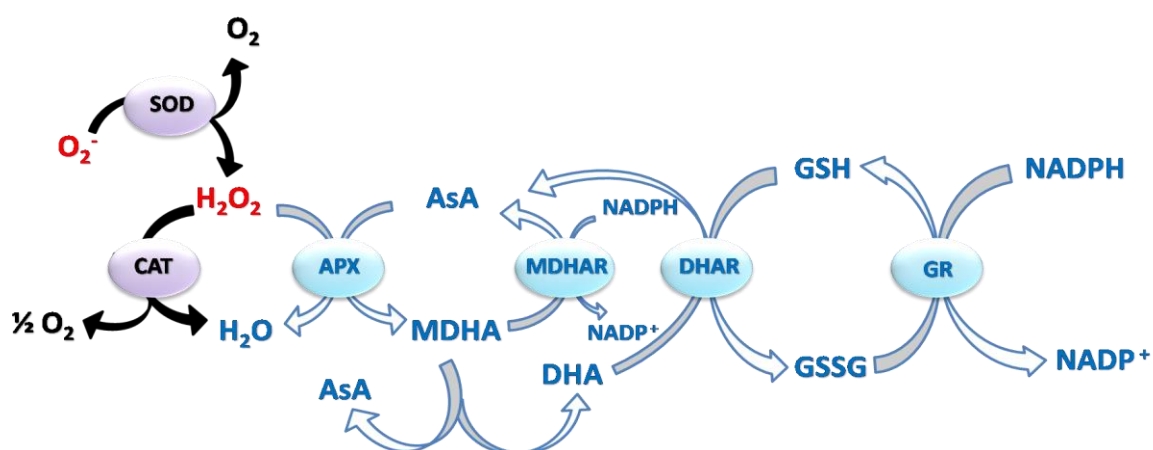 O₂
SOD
O₂⁻
H₂O₂
AsA
GSH
NADPH
NADPH
CAT
APX
MDHAR
DHAR
GR
½ O₂
H₂O
MDHA
NADP⁺
DHA
GSSG
NADP⁺
AsA